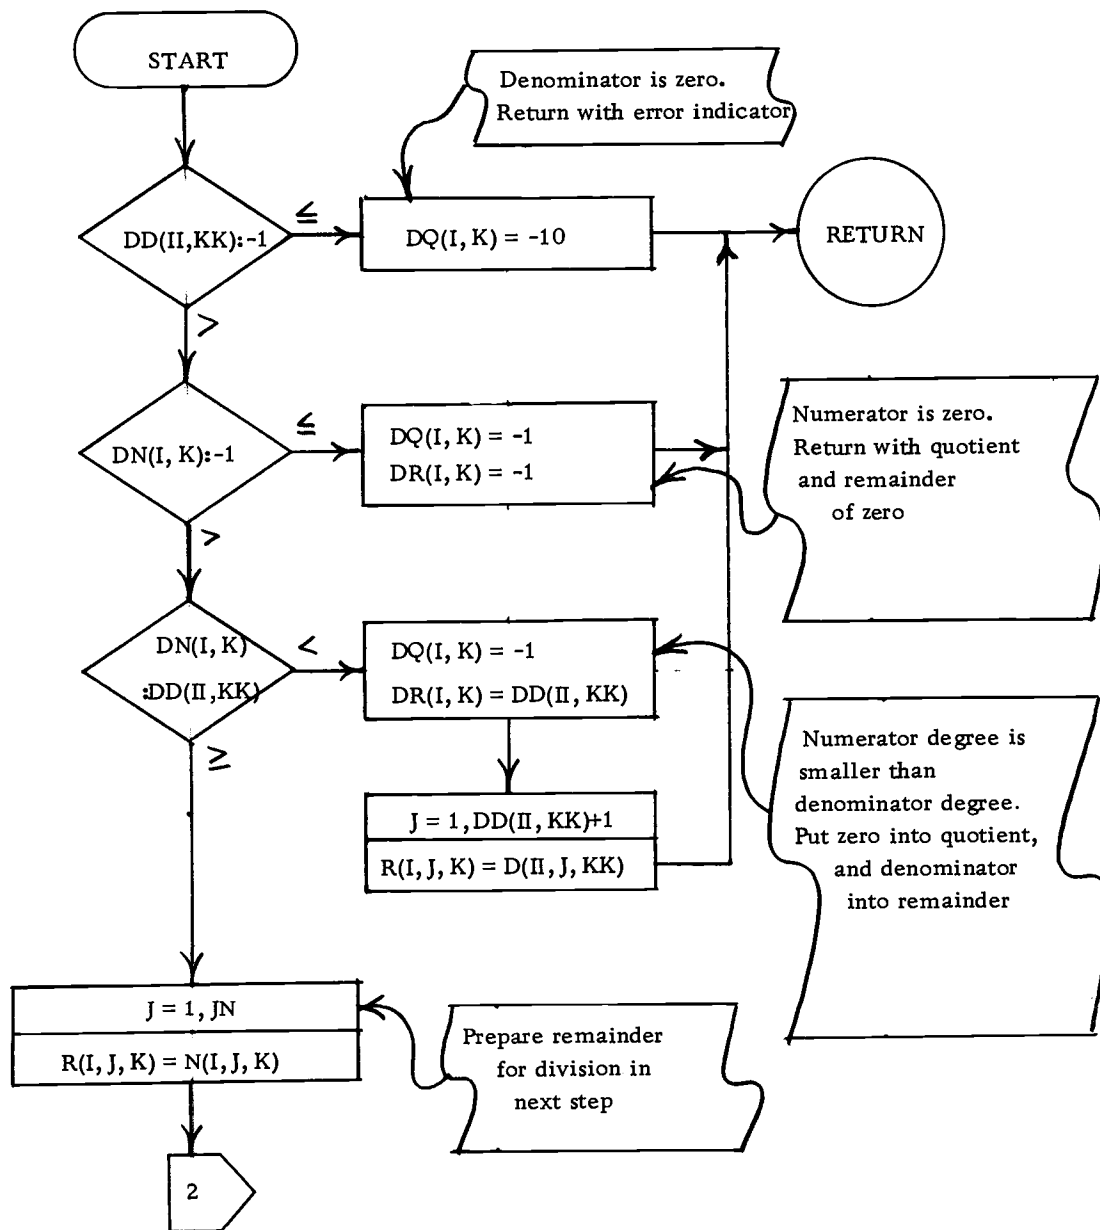 START
Denominator is zero.
Return with error indicator
DD(II,KK):-1
≤
DQ(I, K) = -10
RETURN
>
DN(I, K):-1
≤
DQ(I, K) = -1
DR(I, K) = -1
Numerator is zero.
Return with quotient
and remainder
of zero
>
DN(I, K)
:DD(II,KK)
<
DQ(I, K) = -1
DR(I, K) = DD(II, KK)
≥
J = 1, DD(II, KK)+1
R(I, J, K) = D(II, J, KK)
Numerator degree is
smaller than
denominator degree.
Put zero into quotient,
and denominator
into remainder
J = 1, JN
R(I, J, K) = N(I, J, K)
Prepare remainder
for division in
next step
2